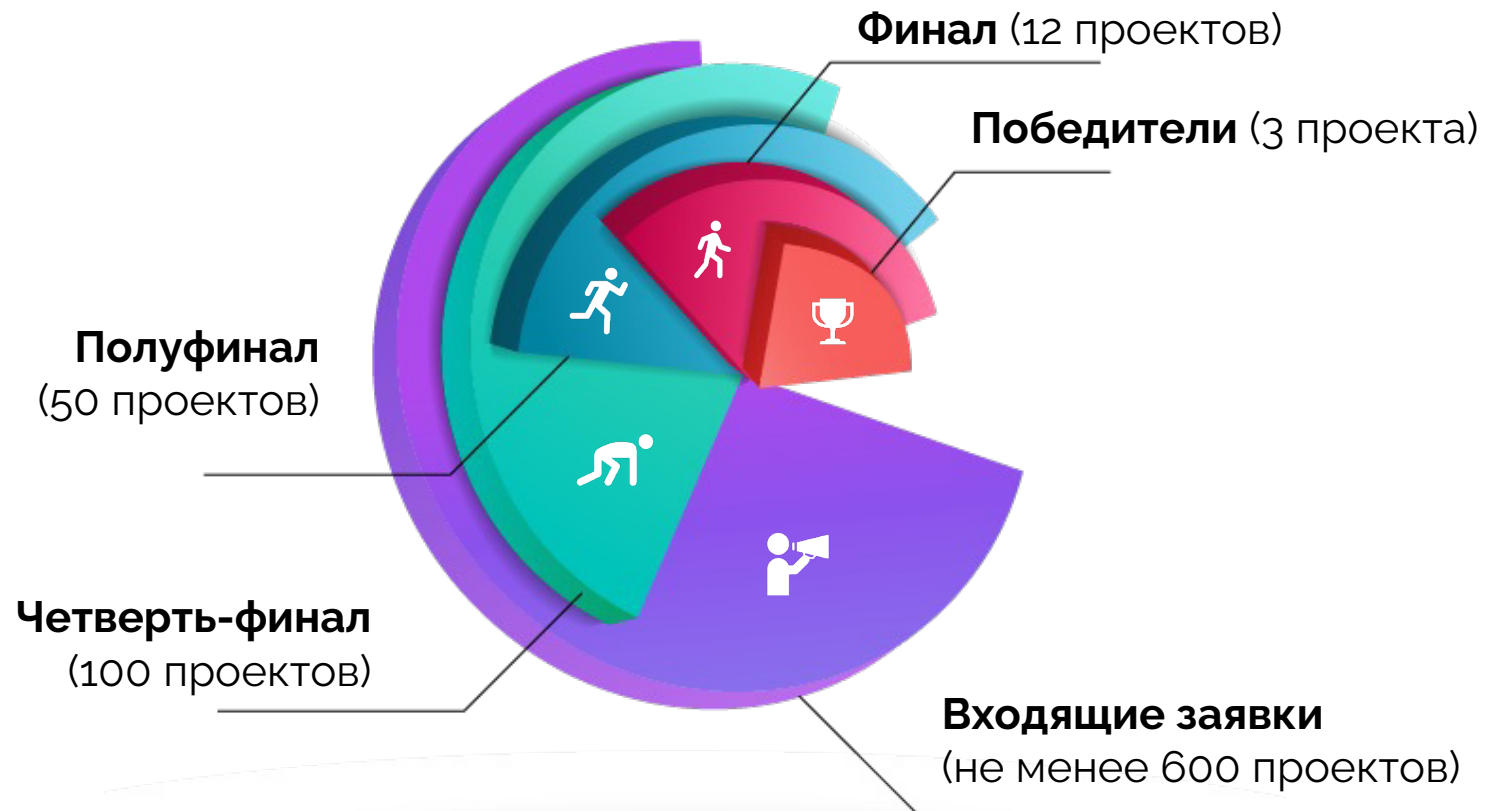 Финал (12 проектов)
Победители (3 проекта)
Полуфинал
(50 проектов)
Четверть-финал
(100 проектов)
Входящие заявки
(не менее 600 проектов)